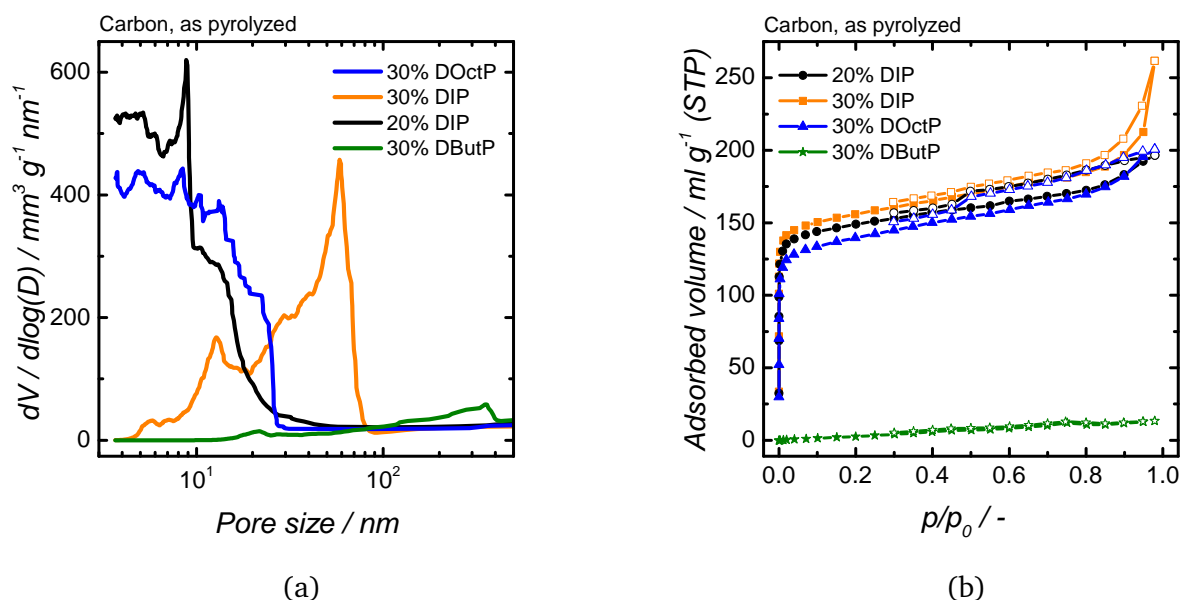 Carbon, as pyrolyzed
600
400
200
0
dV / dlog(D) / mm³ g⁻¹ nm⁻¹
30% DOctP
30% DIP
20% DIP
30% DButP
10¹
10²
Pore size / nm
(a)
Carbon, as pyrolyzed
250
200
150
100
50
0
Adsorbed volume / ml g⁻¹ (STP)
20% DIP
30% DIP
30% DOctP
30% DButP
0.0
0.2
0.4
0.6
0.8
1.0
p/p₀ / -
(b)